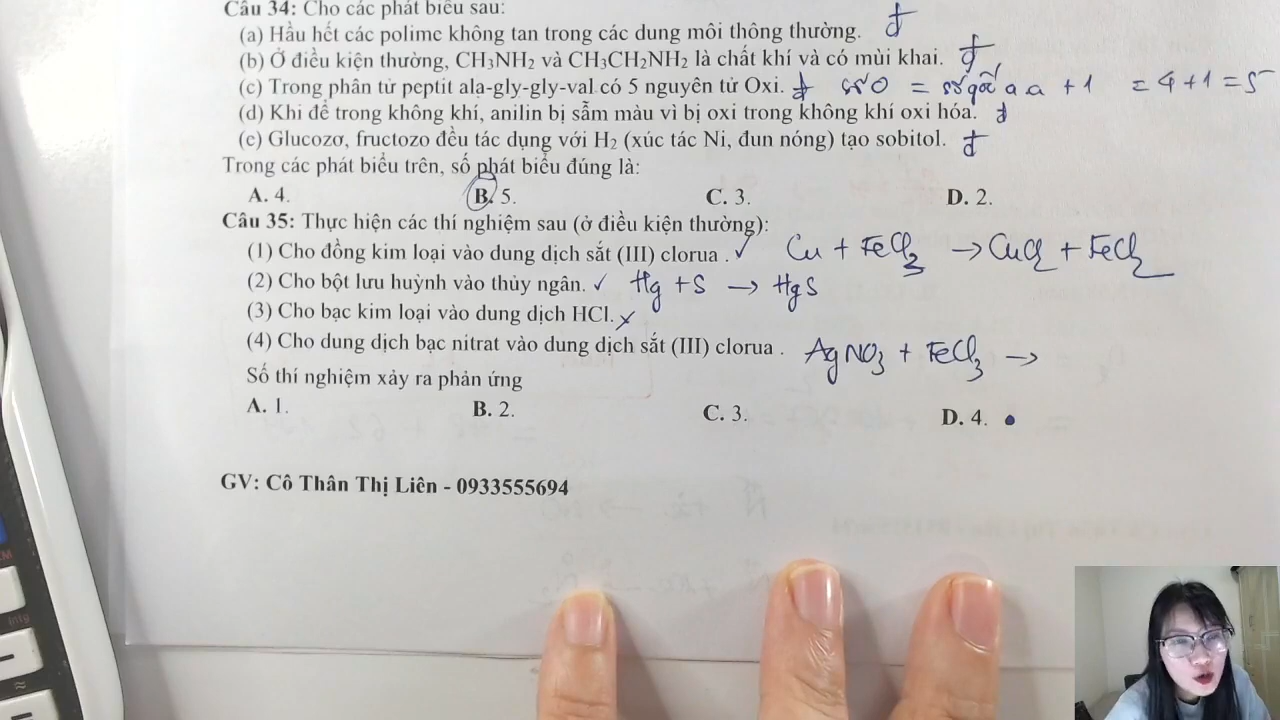 Câu 34: Cho các phát biểu sau:
(a) Hầu hết các polime không tan trong các dung môi thông thường. đ
(b) Ở điều kiện thường, CH₃NH₂ và CH₃CH₂NH₂ là chất khí và có mùi khai. đ
(c) Trong phân tử peptit ala-gly-gly-val có 5 nguyên tử Oxi. đ số O = số gốc aa + 1 = 4 + 1 = 5
(d) Khi để trong không khí, anilin bị sẫm màu vì bị oxi trong không khí oxi hóa. đ
(e) Glucozơ, fructozơ đều tác dụng với H₂ (xúc tác Ni, đun nóng) tạo sobitol. đ
Trong các phát biểu trên, số phát biểu đúng là:
A. 4. B. 5. C. 3. D. 2.
Câu 35: Thực hiện các thí nghiệm sau (ở điều kiện thường):
(1) Cho đồng kim loại vào dung dịch sắt (III) clorua . ✓ Cu + FeCl₃ → CuCl₂ + FeCl₂
(2) Cho bột lưu huỳnh vào thủy ngân. ✓ Hg + S → HgS
(3) Cho bạc kim loại vào dung dịch HCl. x
(4) Cho dung dịch bạc nitrat vào dung dịch sắt (III) clorua . AgNO₃ + FeCl₃ →
Số thí nghiệm xảy ra phản ứng
A. 1. B. 2. C. 3. D. 4.
GV: Cô Thân Thị Liên - 0933555694